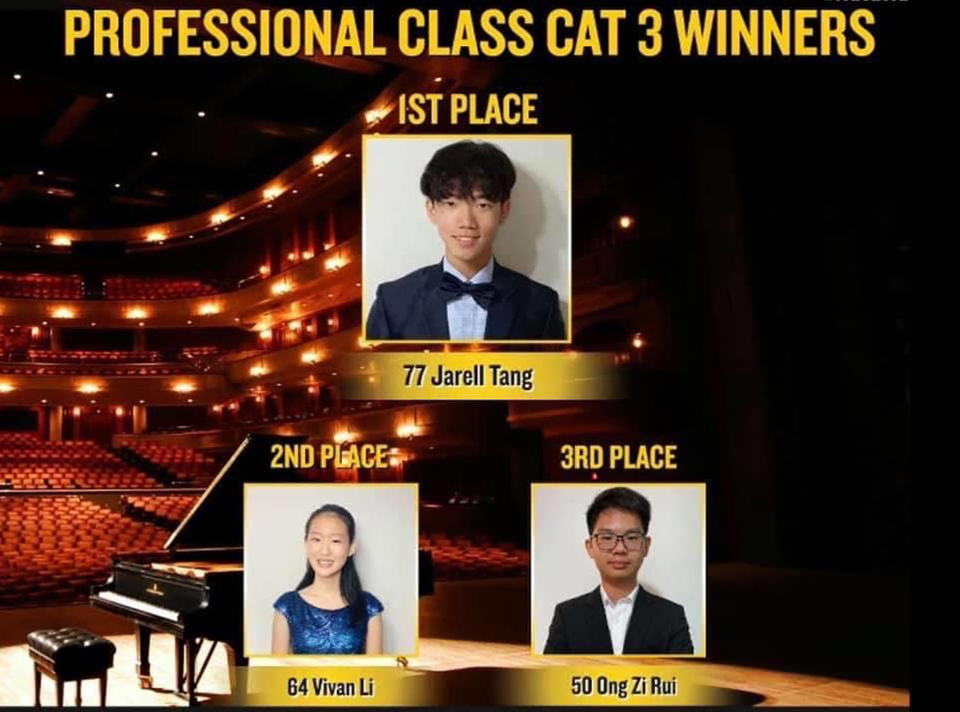 PROFESSIONAL CLASS CAT 3 WINNERS
1ST PLACE
77 Jarell Tang
2ND PLACE
3RD PLACE
64 Vivan Li
50 Ong Zi Rui